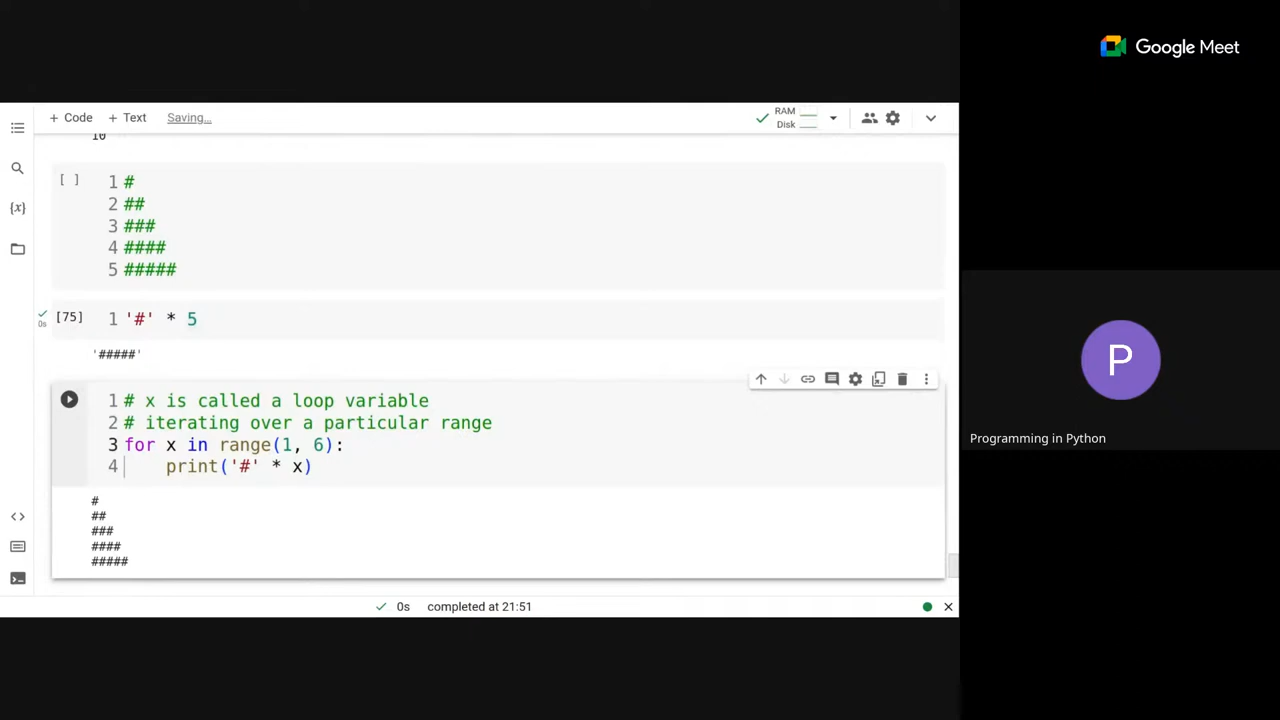 Google Meet
+ Code + Text Saving...
RAM
Disk
10
[ ]
1 #
2 ##
3 ###
4 ####
5 #####
0s
[75] 1 '#' * 5
'#####'
1 # x is called a loop variable
2 # iterating over a particular range
3 for x in range(1, 6):
4     print('#' * x)
#
##
###
####
#####
0s completed at 21:51
P
Programming in Python